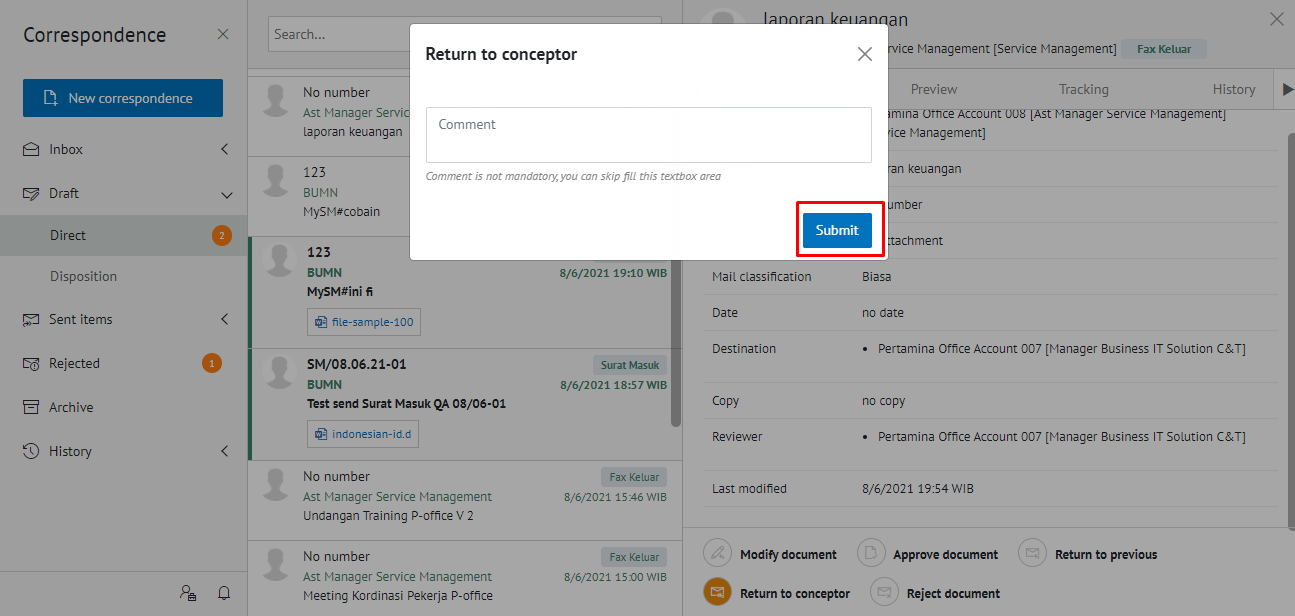 Correspondence
New correspondence
Inbox
Draft
Direct
2
Disposition
Sent items
Rejected
1
Archive
History
Search...
No number
Ast Manager Servic
laporan keuangan
123
BUMN
MySM#cobain
123
BUMN
8/6/2021 19:10 WIB
MySM#ini fi
file-sample-100
SM/08.06.21-01
Surat Masuk
BUMN
8/6/2021 18:57 WIB
Test send Surat Masuk QA 08/06-01
indonesian-id.d
No number
Fax Keluar
Ast Manager Service Management
8/6/2021 15:46 WIB
Undangan Training P-office V 2
No number
Fax Keluar
Ast Manager Service Management
8/6/2021 15:00 WIB
Meeting Kordinasi Pekerja P-office
Return to conceptor
Comment
Comment is not mandatory, you can skip fill this textbox area
Submit
laporan keuangan
rvice Management [Service Management]
Fax Keluar
Preview
Tracking
History
amina Office Account 008 [Ast Manager Service Management]
vice Management]
ran keuangan
umber
ttachment
Mail classification
Biasa
Date
no date
Destination
• Pertamina Office Account 007 [Manager Business IT Solution C&T]
Copy
no copy
Reviewer
• Pertamina Office Account 007 [Manager Business IT Solution C&T]
Last modified
8/6/2021 19:54 WIB
Modify document
Approve document
Return to previous
Return to conceptor
Reject document